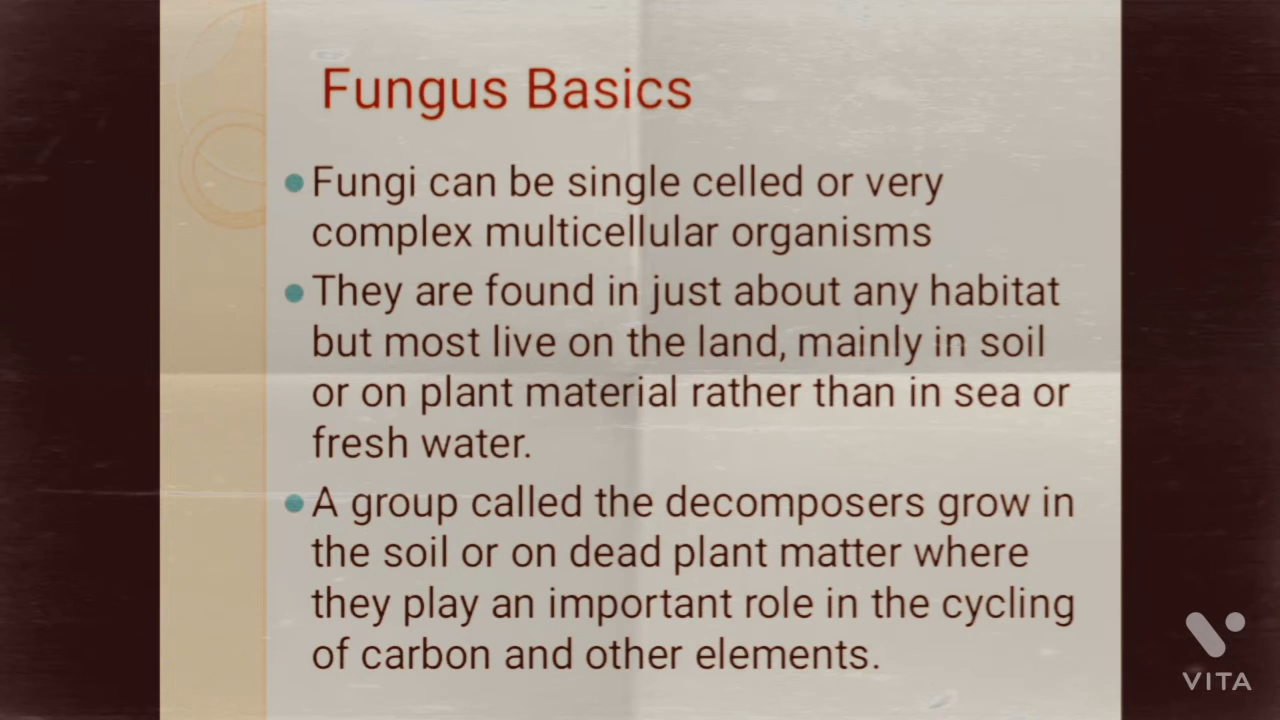 Fungus Basics
Fungi can be single celled or very
complex multicellular organisms
They are found in just about any habitat
but most live on the land, mainly in soil
or on plant material rather than in sea or
fresh water.
A group called the decomposers grow in
the soil or on dead plant matter where
they play an important role in the cycling
of carbon and other elements.
VITA